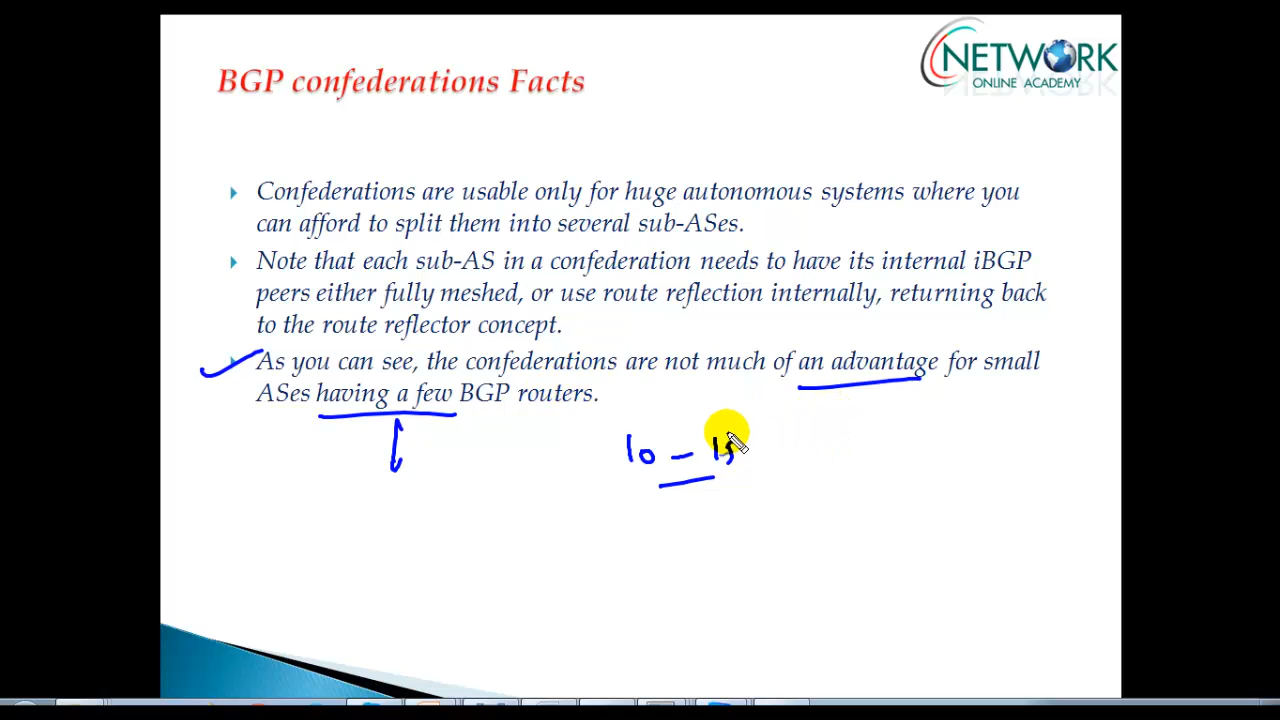 NETWORK
ONLINE ACADEMY
BGP confederations Facts
Confederations are usable only for huge autonomous systems where you
can afford to split them into several sub-ASes.
Note that each sub-AS in a confederation needs to have its internal iBGP
peers either fully meshed, or use route reflection internally, returning back
to the route reflector concept.
As you can see, the confederations are not much of an advantage for small
ASes having a few BGP routers.
10 - 15